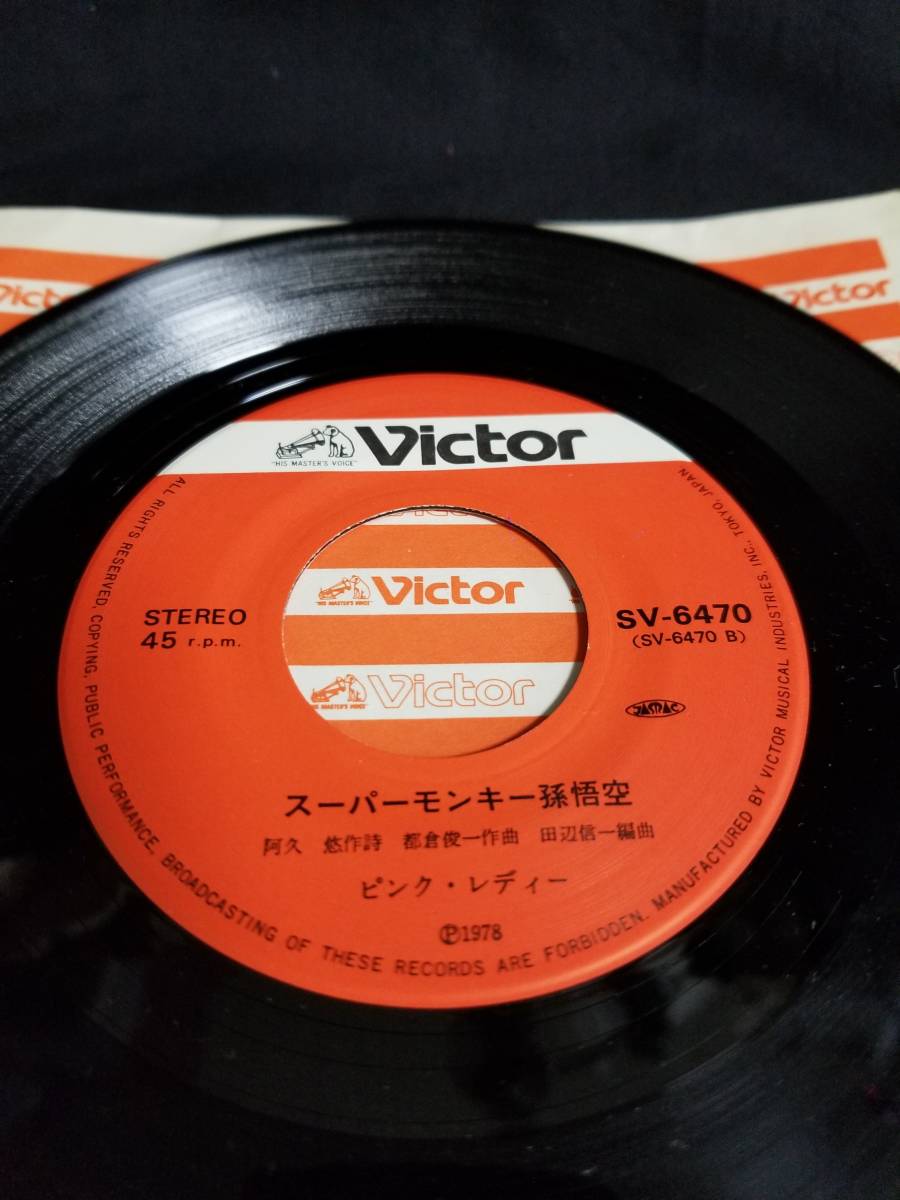 Victor
Victor
Victor
"HIS MASTER'S VOICE"
ALL RIGHTS RESERVED. COPYING, PUBLIC PERFORMANCE, BROADCASTING OF THESE RECORDS ARE FORBIDDEN. MANUFACTURED BY VICTOR MUSICAL INDUSTRIES, INC., TOKYO, JAPAN
Victor
"HIS MASTER'S VOICE"
STEREO
45 r.p.m.
SV-6470
(SV-6470 B)
JASRAC
Victor
"HIS MASTER'S VOICE"
スーパーモンキー孫悟空
阿久 悠作詩 都倉俊一作曲 田辺信一編曲
ピンク・レディー
Ⓟ1978